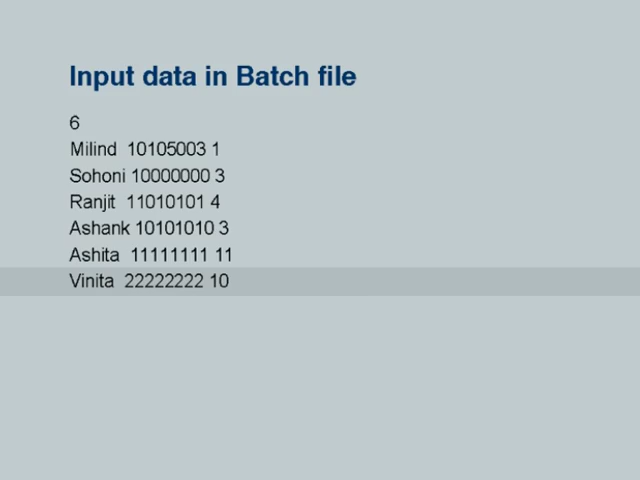 Input data in Batch file
6
Milind 10105003 1
Sohoni 10000000 3
Ranjit 11010101 4
Ashank 10101010 3
Ashita 11111111 11
Vinita 22222222 10